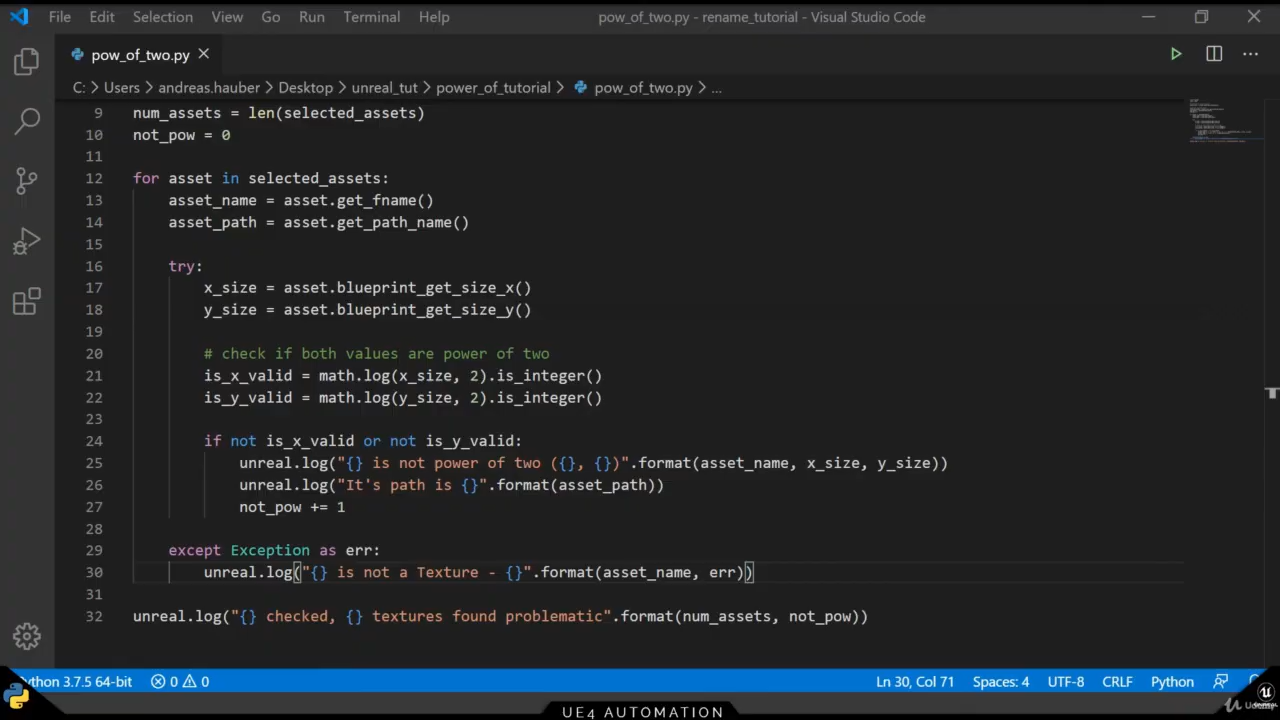 File Edit Selection View Go Run Terminal Help pow_of_two.py - rename_tutorial - Visual Studio Code
pow_of_two.py
C: > Users > andreas.hauber > Desktop > unreal_tut > power_of_tutorial > pow_of_two.py > ...
9 num_assets = len(selected_assets)
10 not_pow = 0
11
12 for asset in selected_assets:
13 asset_name = asset.get_fname()
14 asset_path = asset.get_path_name()
15
16 try:
17 x_size = asset.blueprint_get_size_x()
18 y_size = asset.blueprint_get_size_y()
19
20 # check if both values are power of two
21 is_x_valid = math.log(x_size, 2).is_integer()
22 is_y_valid = math.log(y_size, 2).is_integer()
23
24 if not is_x_valid or not is_y_valid:
25 unreal.log("{} is not power of two ({}, {})".format(asset_name, x_size, y_size))
26 unreal.log("It's path is {}".format(asset_path))
27 not_pow += 1
28
29 except Exception as err:
30 unreal.log("{} is not a Texture - {}".format(asset_name, err))
31
32 unreal.log("{} checked, {} textures found problematic".format(num_assets, not_pow))
ython 3.7.5 64-bit 0 0 Ln 30, Col 71 Spaces: 4 UTF-8 CRLF Python
UE4 AUTOMATION